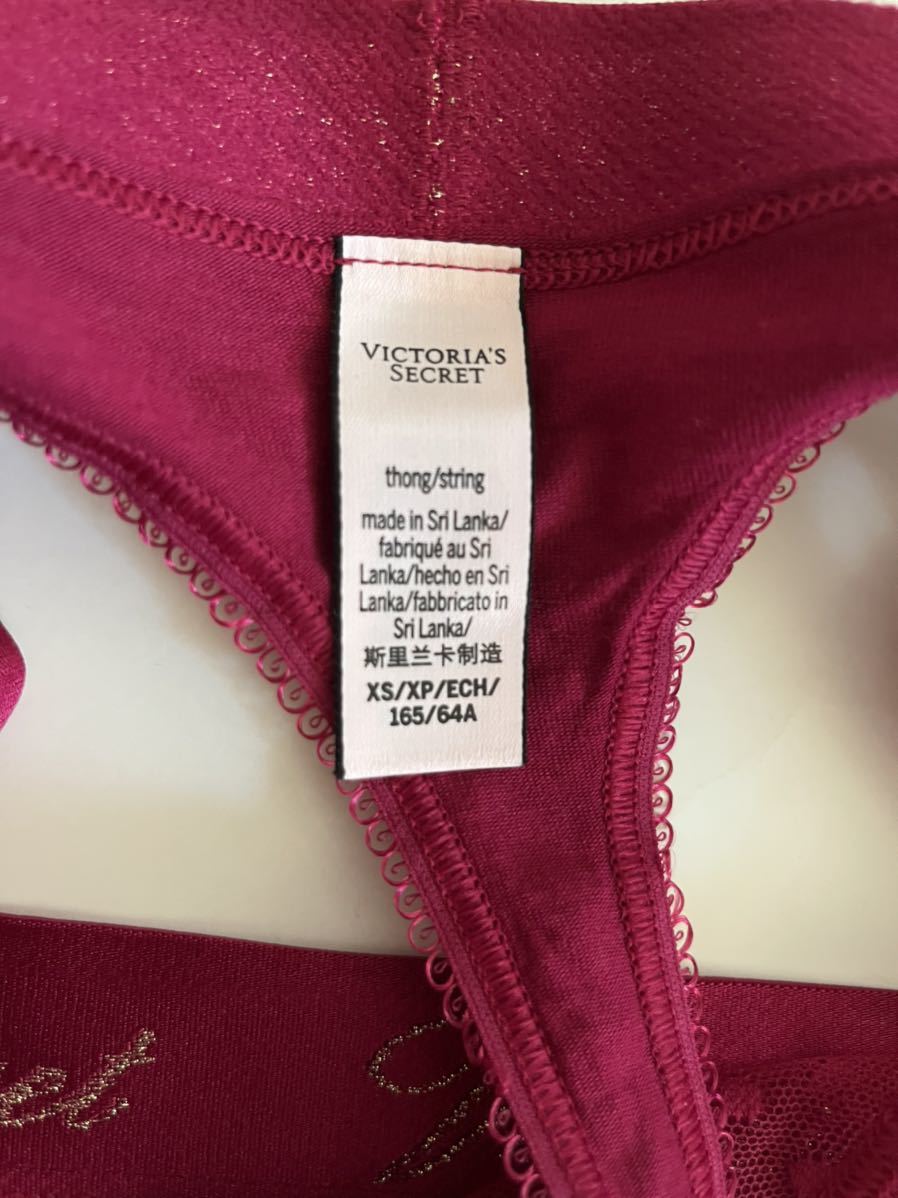 VICTORIA'S
SECRET
thong/string
made in Sri Lanka/
fabriqué au Sri
Lanka/hecho en Sri
Lanka/fabbricato in
Sri Lanka/
斯里兰卡制造
XS/XP/ECH/
165/64A